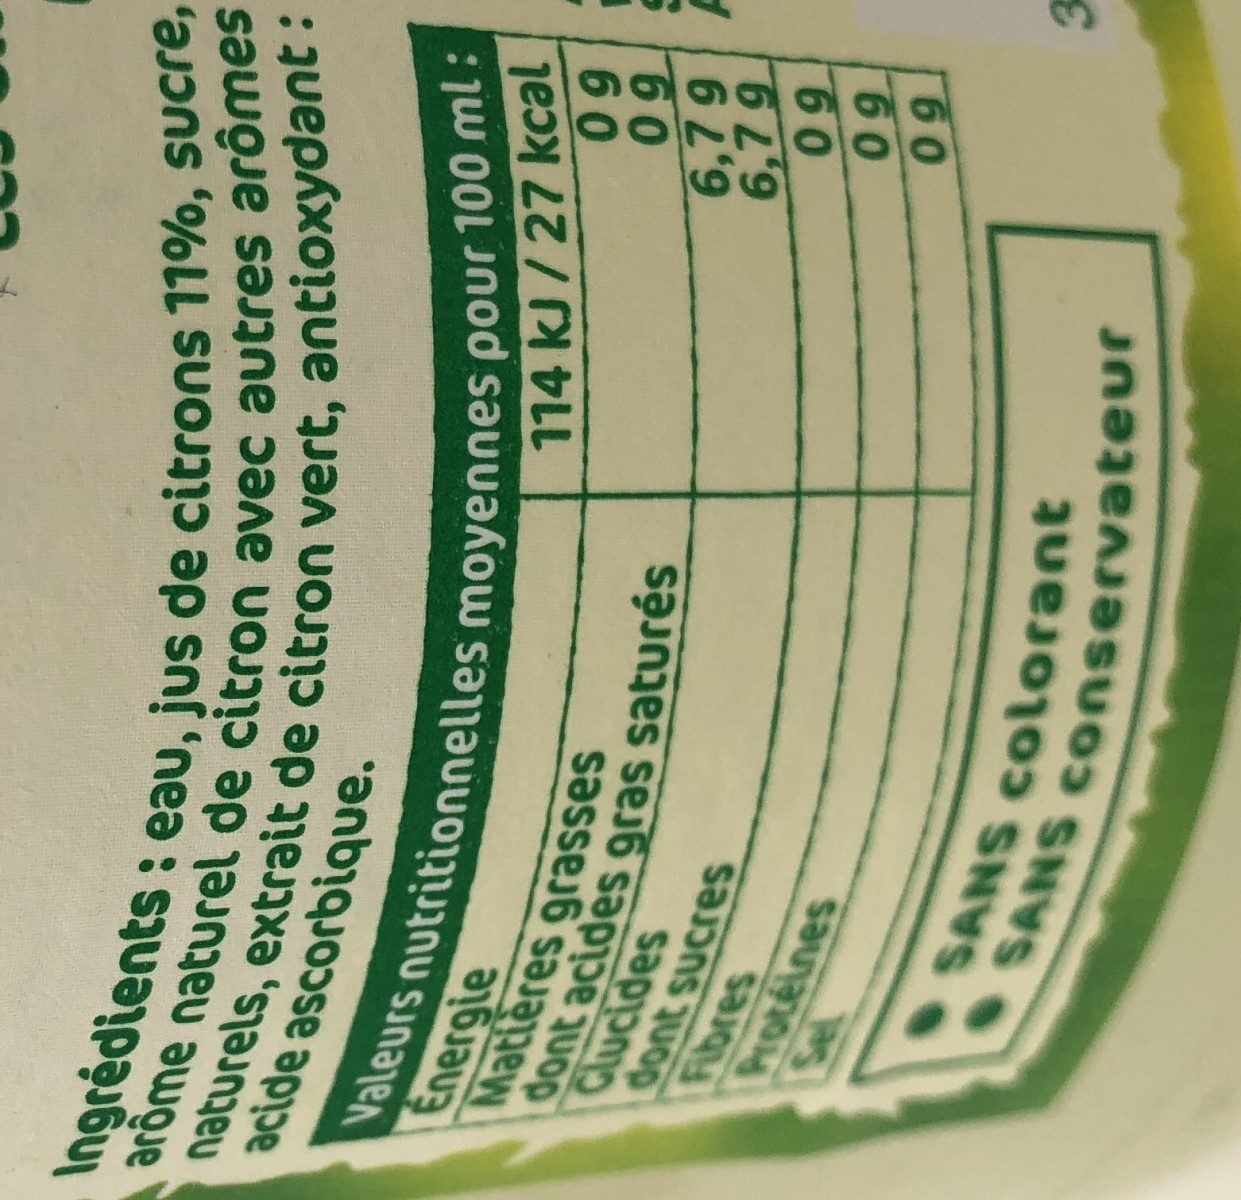 Ingrédients : eau, jus de citrons 11%, sucre,
arôme naturel de citron avec autres arômes
naturels, extrait de citron vert, antioxydant :
acide ascorbique.
Valeurs nutritionnelles moyennes pour 100 ml :
Énergie 114 kJ / 27 kcal
Matières grasses 0 g
dont acides gras saturés 0 g
Glucides 6,7 g
dont sucres 6,7 g
Fibres 0 g
Protéines 0 g
Sel 0 g
• SANS colorant
• SANS conservateur
3